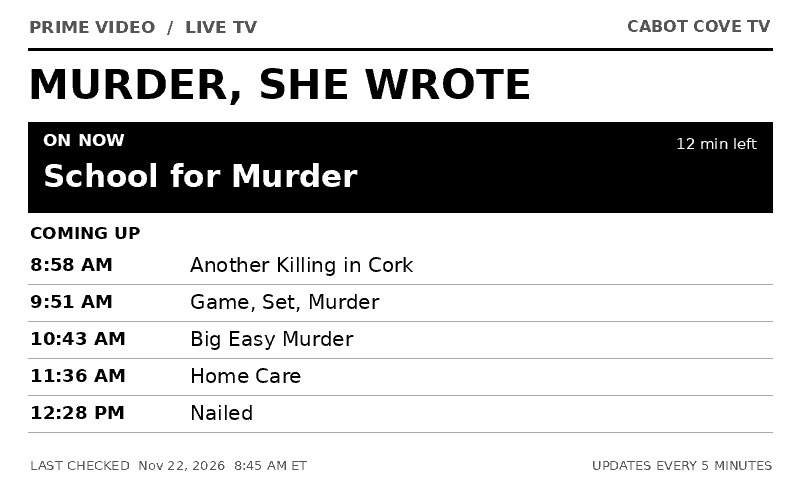 PRIME VIDEO / LIVE TV
CABOT COVE TV
MURDER, SHE WROTE
ON NOW
12 min left
School for Murder
COMING UP
8:58 AM Another Killing in Cork
9:51 AM Game, Set, Murder
10:43 AM Big Easy Murder
11:36 AM Home Care
12:28 PM Nailed
LAST CHECKED Nov 22, 2026 8:45 AM ET
UPDATES EVERY 5 MINUTES